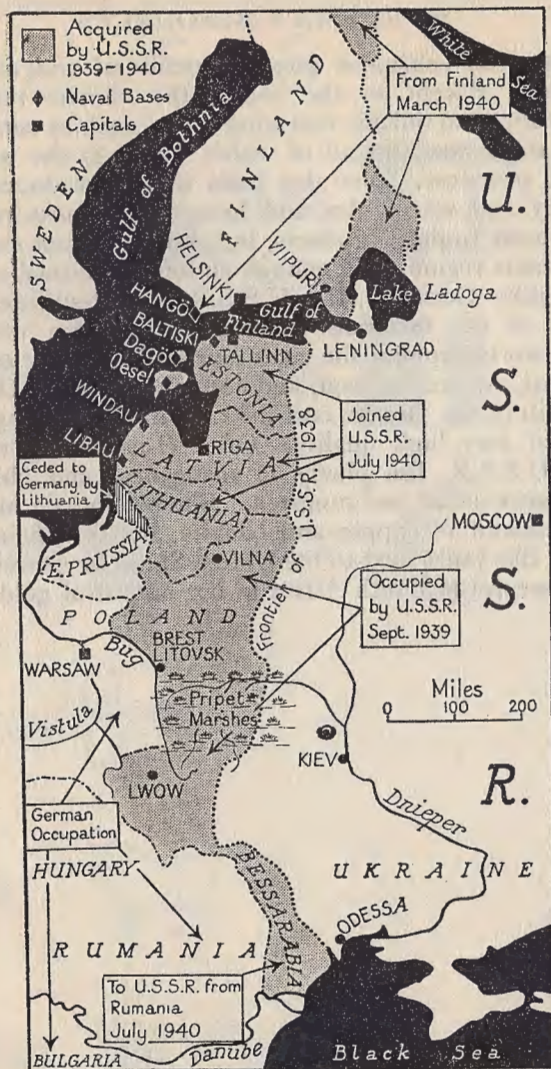 Acquired
by U.S.S.R.
1939-1940
Naval Bases
Capitals
White Sea
From Finland
March 1940
SWEDEN
Gulf of Bothnia
FINLAND
U.
HELSINKI
VIIPURI
Lake Ladoga
HANGÖ
BALTISKI
Dagö
Oesel
Gulf of
Finland
TALLINN
LENINGRAD
ESTONIA
WINDAU
LIBAU
RIGA
LATVIA
Joined
U.S.S.R.
July 1940
S.
Frontier of U.S.S.R. 1938
Ceded to
Germany by
Lithuania
LITHUANIA
MOSCOW
E. PRUSSIA
VILNA
S.
Occupied
by U.S.S.R.
Sept. 1939
POLAND
Bug
BREST
LITOVSK
WARSAW
Miles
0 100 200
Pripet
Marshes
Vistula
KIEV
R.
LWOW
Dnieper
German
Occupation
HUNGARY
UKRAINE
BESSARABIA
ODESSA
RUMANIA
To U.S.S.R. from
Rumania
July 1940
BULGARIA
Danube
Black Sea